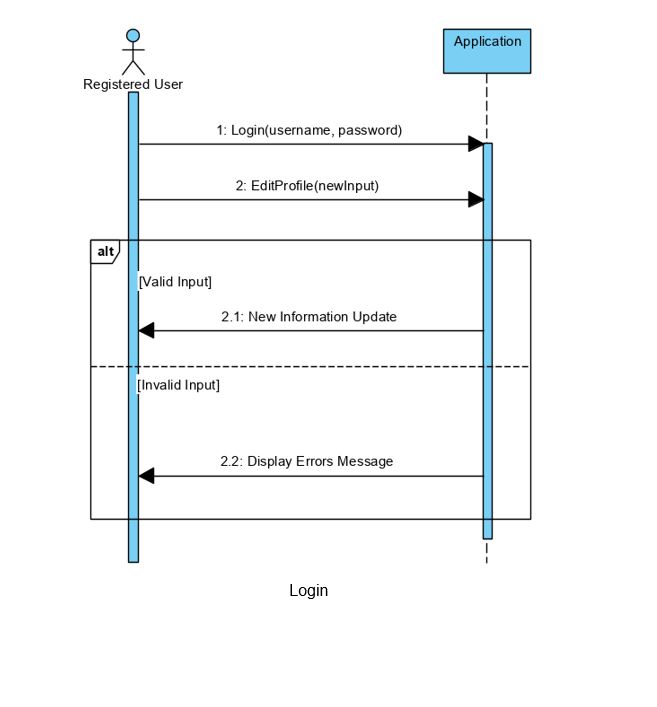 Application
Registered User
1: Login(username, password)
2: EditProfile(newInput)
alt
[Valid Input]
2.1: New Information Update
[Invalid Input]
2.2: Display Errors Message
Login